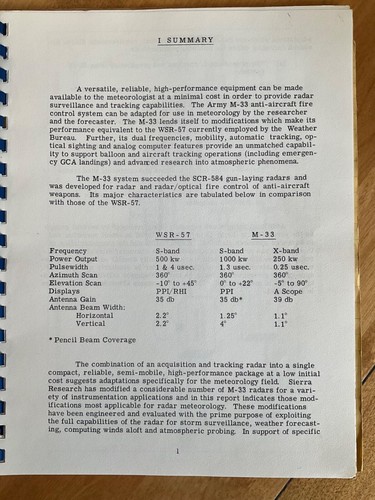 I SUMMARY
A versatile, reliable, high-performance equipment can be made
available to the meteorologist at a minimal cost in order to provide radar
surveillance and tracking capabilities. The Army M-33 anti-aircraft fire
control system can be adapted for use in meteorology by the researcher
and the forecaster. The M-33 lends itself to modifications which make its
performance equivalent to the WSR-57 currently employed by the Weather
Bureau. Further, its dual frequencies, mobility, automatic tracking, op-
tical sighting and analog computer features provide an unmatched capabil-
ity to support balloon and aircraft tracking operations (including emergen-
cy GCA landings) and advanced research into atmospheric phenomena.
The M-33 system succeeded the SCR-584 gun-laying radars and
was developed for radar and radar/optical fire control of anti-aircraft
weapons. Its major characteristics are tabulated below in comparison
with those of the WSR-57.
WSR-57 M-33
Frequency S-band S-band X-band
Power Output 500 kw 1000 kw 250 kw
Pulsewidth 1 & 4 usec. 1.3 usec. 0.25 usec.
Azimuth Scan 360° 360° 360°
Elevation Scan -10° to -45° 0° to -22° -5° to 90°
Displays PPI/RHI PPI A Scope
Antenna Gain 35 db 35 db* 39 db
Antenna Beam Width:
Horizontal 2.2° 1.25° 1.1°
Vertical 2.2° 4° 1.1°
* Pencil Beam Coverage
The combination of an acquisition and tracking radar into a single
compact, reliable, semi-mobile, high-performance package at a low initial
cost suggests adaptations specifically for the meteorology field. Sierra
Research has modified a considerable number of M-33 radars for a va-
riety of instrumentation applications and in this report indicates those mod-
ifications most applicable for radar meteorology. These modifications
have been engineered and evaluated with the prime purpose of exploiting
the full capabilities of the radar for storm surveillance, weather forecast-
ing, computing winds aloft and atmospheric probing. In support of specific
1